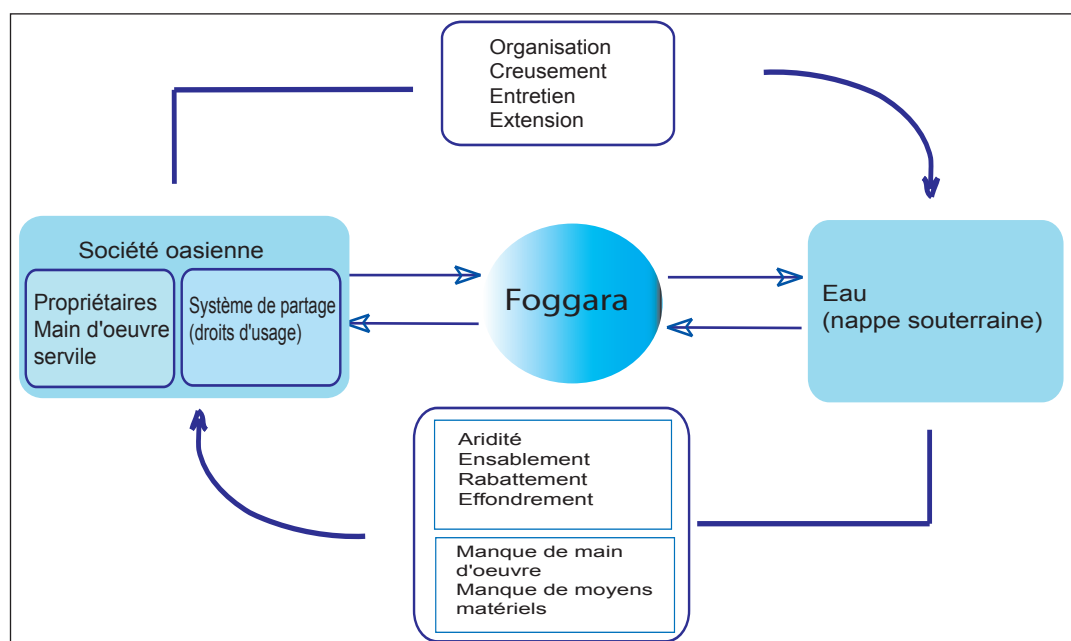 Organisation
Creusement
Entretien
Extension
Société oasienne
Propriétaires
Main d'oeuvre
servile
Système de partage
(droits d'usage)
Foggara
Eau
(nappe souterraine)
Aridité
Ensablement
Rabattement
Effondrement
Manque de main
d'oeuvre
Manque de moyens
matériels